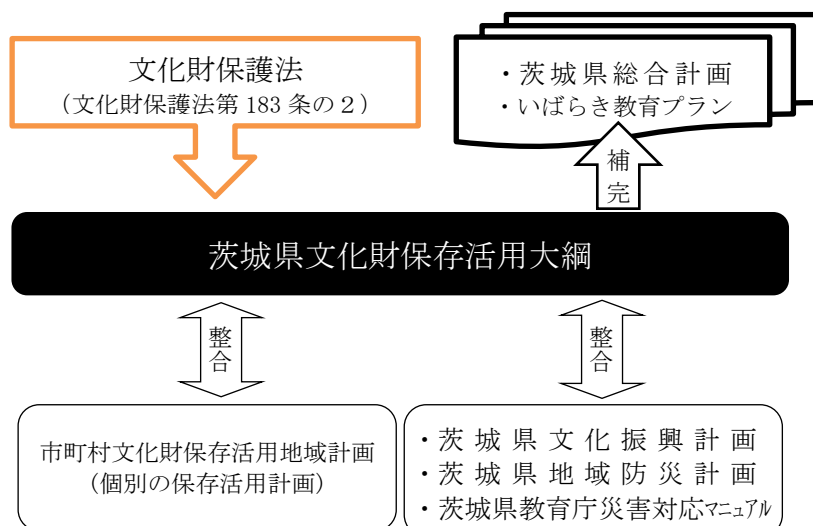 文化財保護法
（文化財保護法第 183 条の２）
・茨城県総合計画
・いばらき教育プラン
補完
茨城県文化財保存活用大綱
整合
整合
市町村文化財保存活用地域計画
（個別の保存活用計画）
・茨城県文化振興計画
・茨城県地域防災計画
・茨城県教育庁災害対応マニュアル